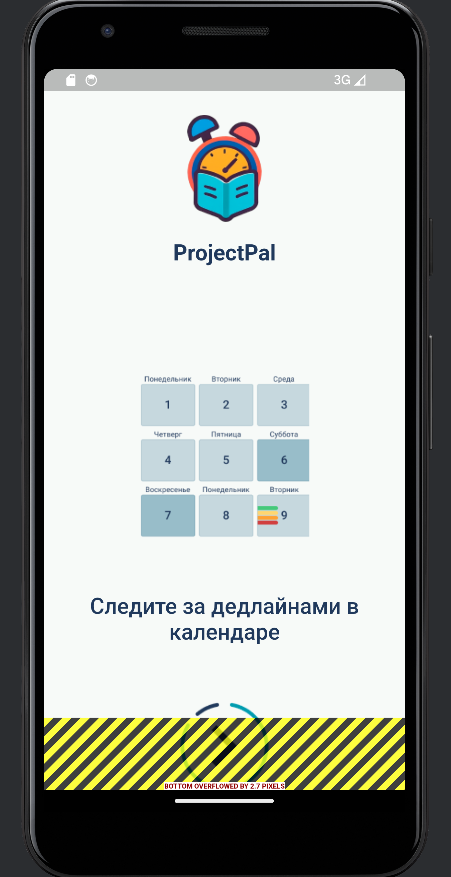 3G
ProjectPal
Понедельник Вторник Среда
1 2 3
Четверг Пятница Суббота
4 5 6
Воскресенье Понедельник Вторник
7 8 9
Следите за дедлайнами в
календаре
BOTTOM OVERFLOWED BY 2.7 PIXELS